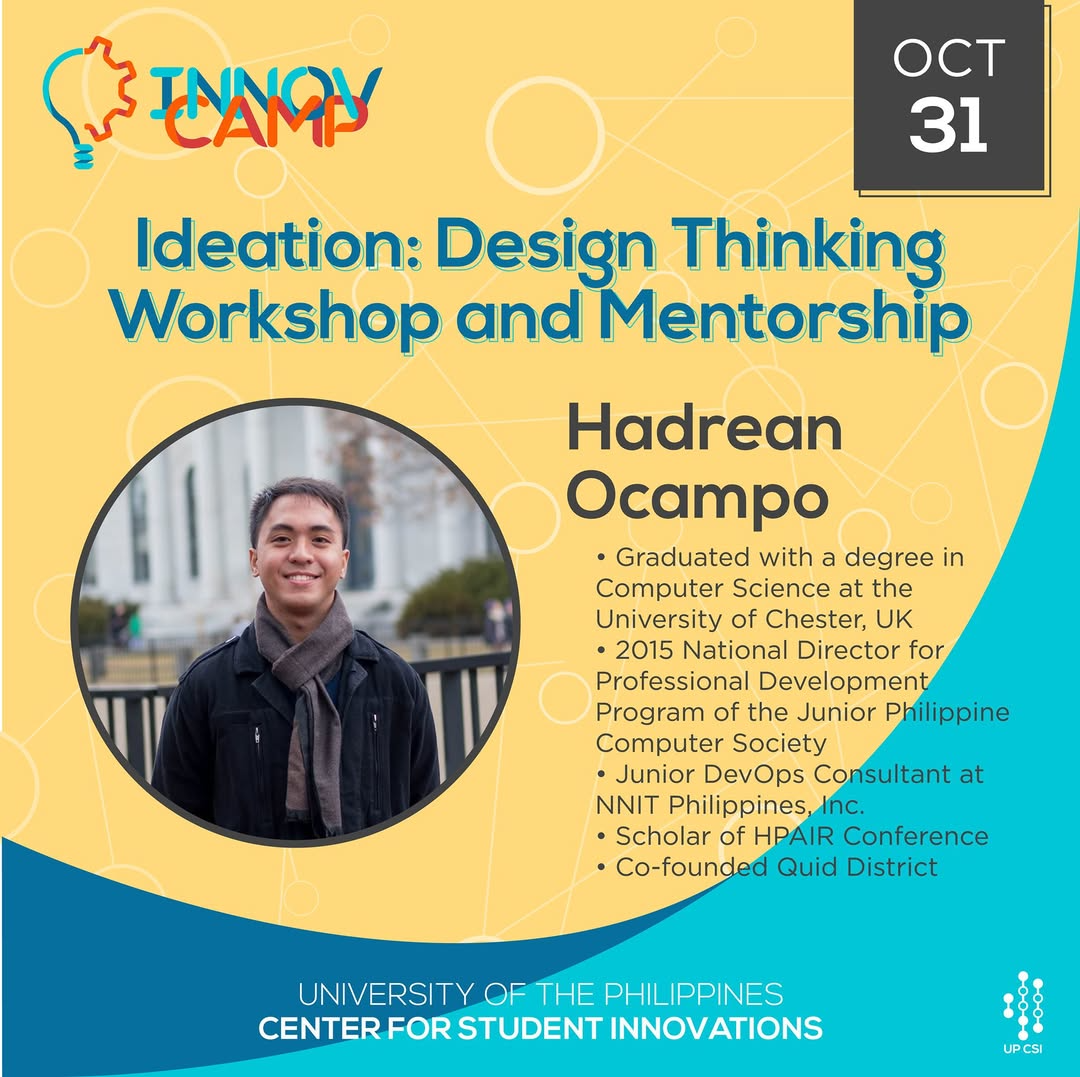 INNOV
CAMP
OCT
31
Ideation: Design Thinking
Workshop and Mentorship
Hadrean
Ocampo
• Graduated with a degree in
Computer Science at the
University of Chester, UK
• 2015 National Director for
Professional Development
Program of the Junior Philippine
Computer Society
• Junior DevOps Consultant at
NNIT Philippines, Inc.
• Scholar of HPAIR Conference
• Co-founded Quid District
UNIVERSITY OF THE PHILIPPINES
CENTER FOR STUDENT INNOVATIONS
UP CSI